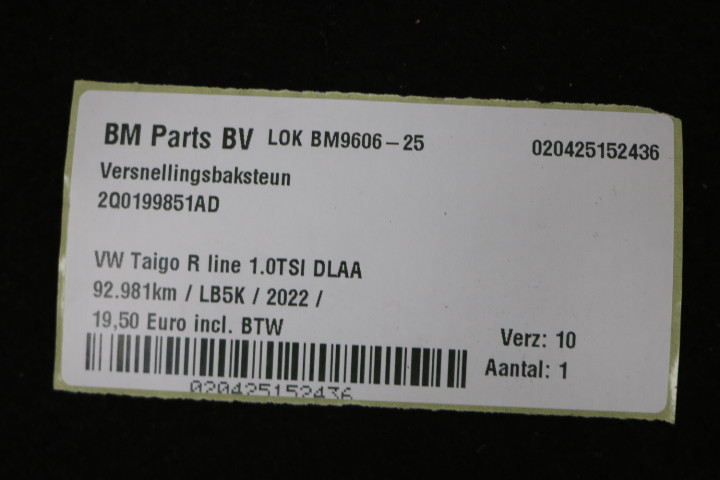 BM Parts BV LOK BM9606-25 020425152436
Versnellingsbaksteun
2Q0199851AD
VW Taigo R line 1.0TSI DLAA
92.981km / LB5K / 2022 /
19,50 Euro incl. BTW
Verz: 10
Aantal: 1
020425152436